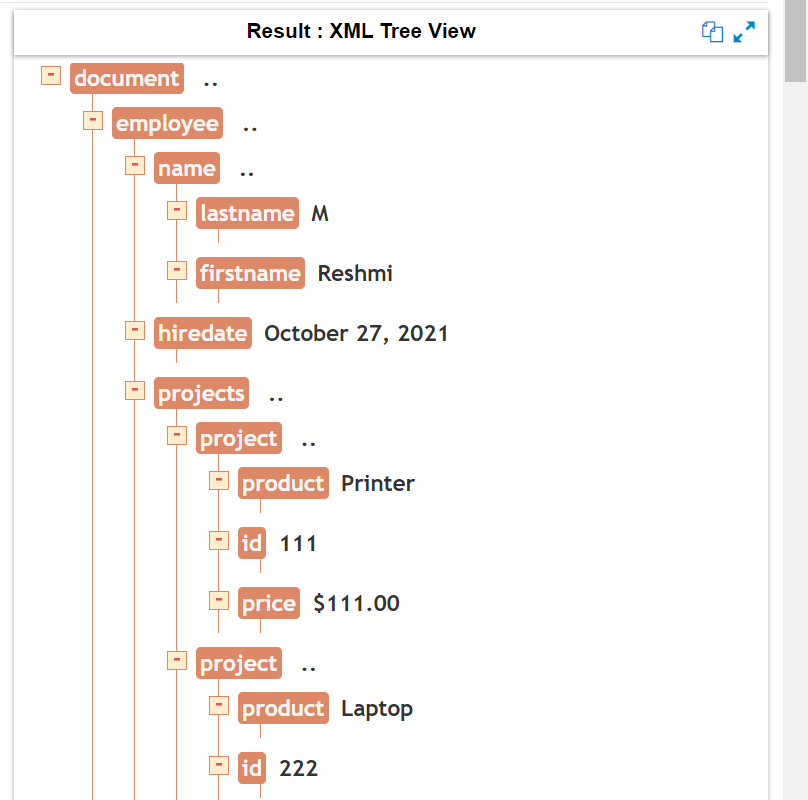 Result : XML Tree View
- document ..
- employee ..
- name ..
- lastname M
- firstname Reshmi
- hiredate October 27, 2021
- projects ..
- project ..
- product Printer
- id 111
- price $111.00
- project ..
- product Laptop
- id 222